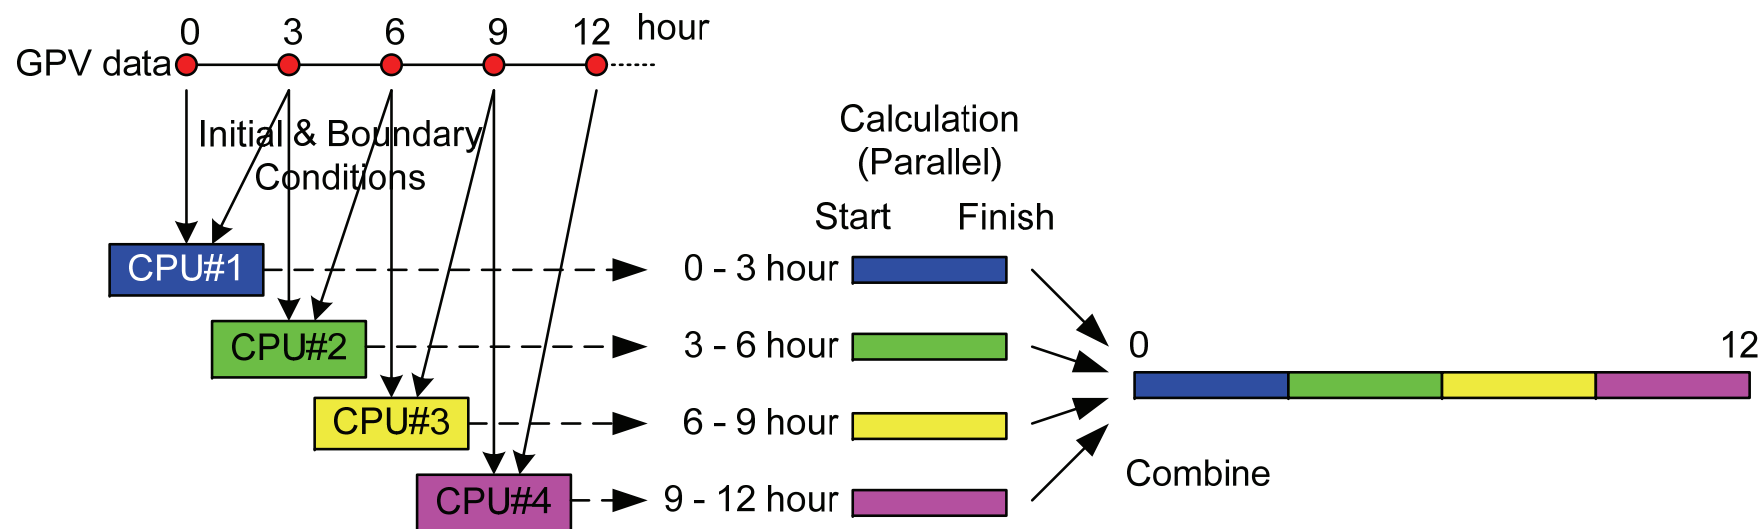 0 3 6 9 12 hour
GPV data
Initial & Boundary
Conditions
Calculation
(Parallel)
Start Finish
CPU#1
0 - 3 hour
CPU#2
3 - 6 hour
0 12
CPU#3
6 - 9 hour
Combine
CPU#4
9 - 12 hour